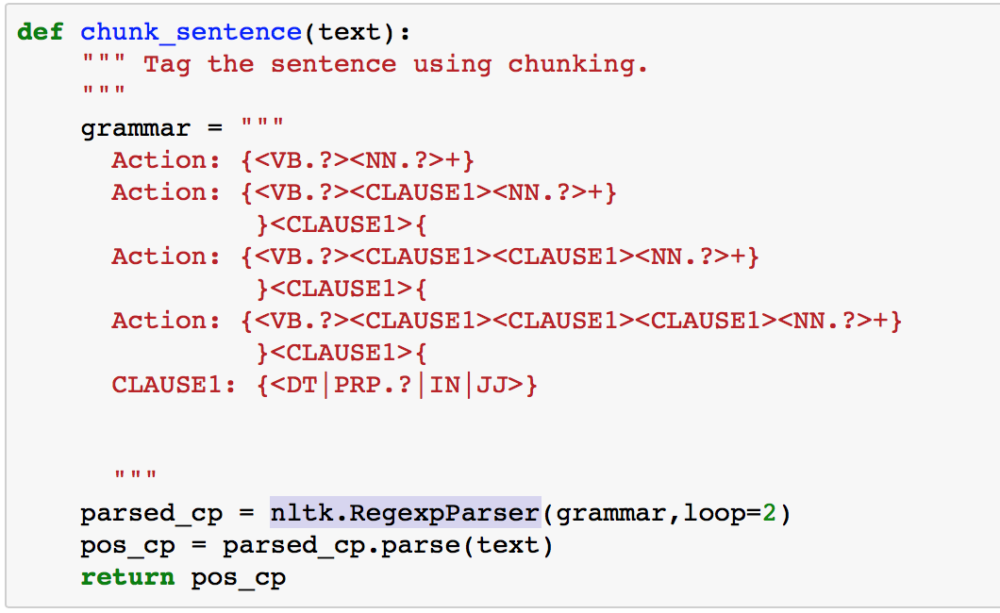 def chunk_sentence(text):
    """ Tag the sentence using chunking.
    """
    grammar = """
      Action: {<VB.?><NN.?>+}
      Action: {<VB.?><CLAUSE1><NN.?>+}
               }<CLAUSE1>{
      Action: {<VB.?><CLAUSE1><CLAUSE1><NN.?>+}
               }<CLAUSE1>{
      Action: {<VB.?><CLAUSE1><CLAUSE1><CLAUSE1><NN.?>+}
               }<CLAUSE1>{
      CLAUSE1: {<DT|PRP.?|IN|JJ>}
      """
    parsed_cp = nltk.RegexpParser(grammar,loop=2)
    pos_cp = parsed_cp.parse(text)
    return pos_cp